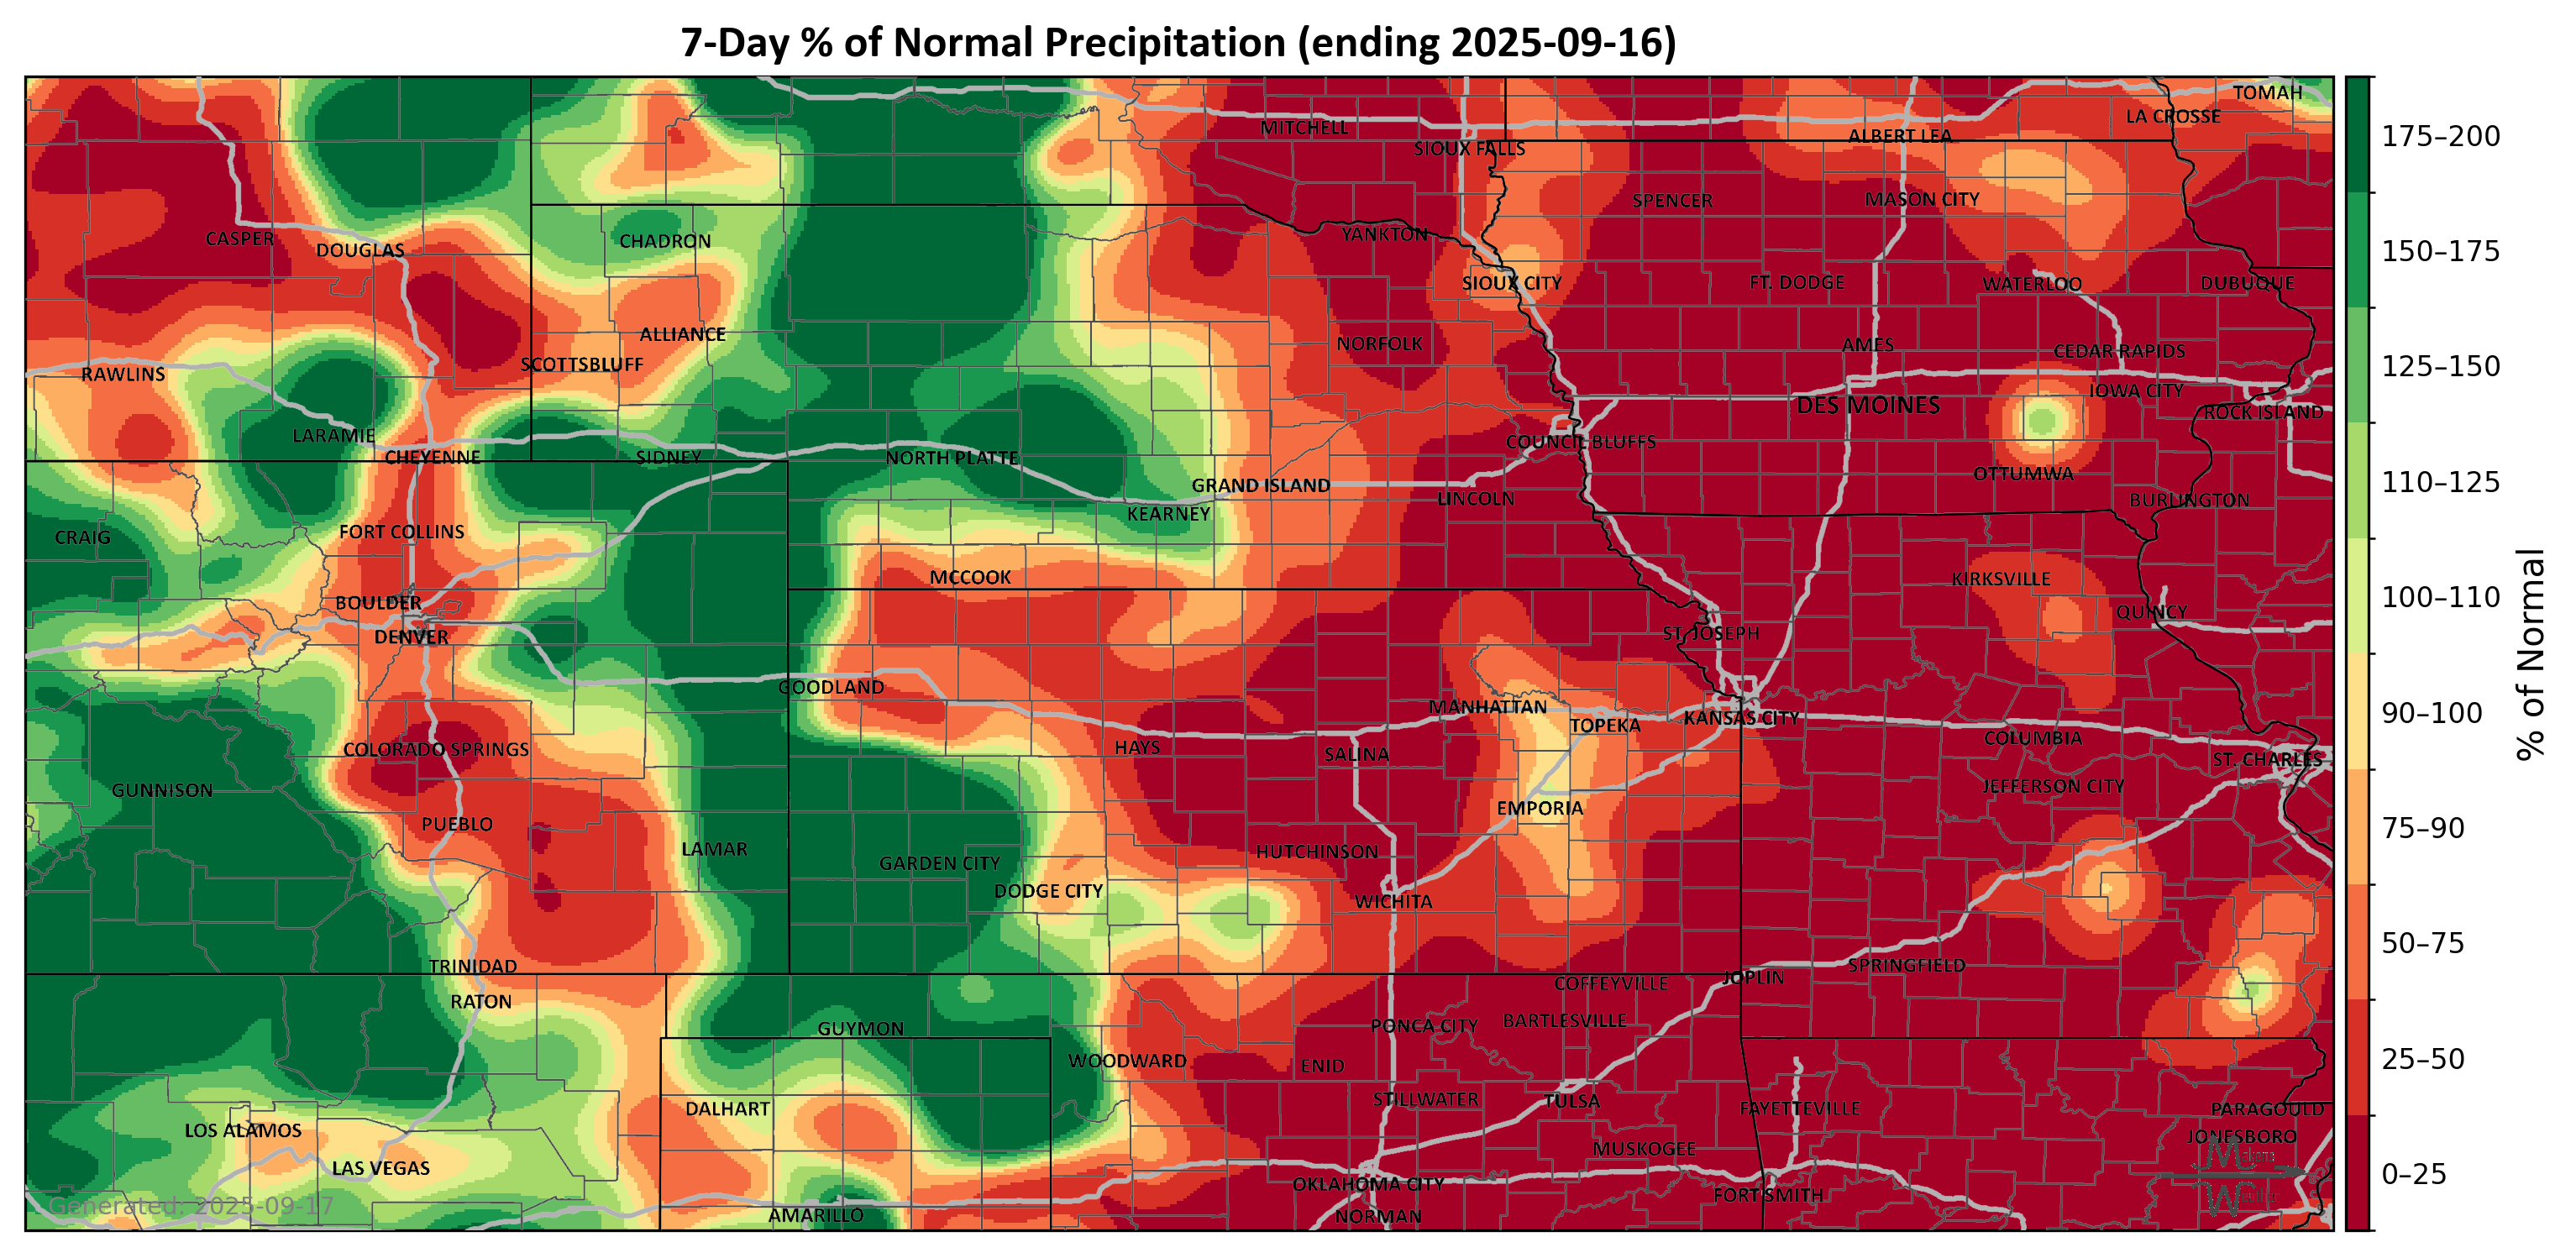 7-Day % of Normal Precipitation (ending 2025-09-16)
TOMAH
LA CROSSE
MITCHELL
ALBERT LEA
SIOUX FALLS
SPENCER
MASON CITY
CASPER
DOUGLAS
CHADRON
YANKTON
SIOUX CITY
FT. DODGE
WATERLOO
DUBUQUE
ALLIANCE
NORFOLK
AMES
CEDAR RAPIDS
SCOTTSBLUFF
RAWLINS
IOWA CITY
DES MOINES
ROCK ISLAND
LARAMIE
COUNCIL BLUFFS
CHEYENNE
SIDNEY
NORTH PLATTE
OTTUMWA
GRAND ISLAND
LINCOLN
BURLINGTON
KEARNEY
FORT COLLINS
CRAIG
MCCOOK
KIRKSVILLE
BOULDER
QUINCY
DENVER
ST. JOSEPH
GOODLAND
MANHATTAN
TOPEKA
KANSAS CITY
COLUMBIA
COLORADO SPRINGS
HAYS
SALINA
ST. CHARLES
GUNNISON
JEFFERSON CITY
EMPORIA
PUEBLO
LAMAR
HUTCHINSON
GARDEN CITY
DODGE CITY
WICHITA
TRINIDAD
SPRINGFIELD
JOPLIN
COFFEYVILLE
RATON
GUYMON
PONCA CITY
BARTLESVILLE
WOODWARD
ENID
STILLWATER
TULSA
DALHART
FAYETTEVILLE
PARAGOULD
LOS ALAMOS
JONESBORO
MUSKOGEE
LAS VEGAS
OKLAHOMA CITY
FORT SMITH
AMARILLO
NORMAN
Generated: 2025-09-17
175–200
150–175
125–150
110–125
100–110
90–100
75–90
50–75
25–50
0–25
% of Normal